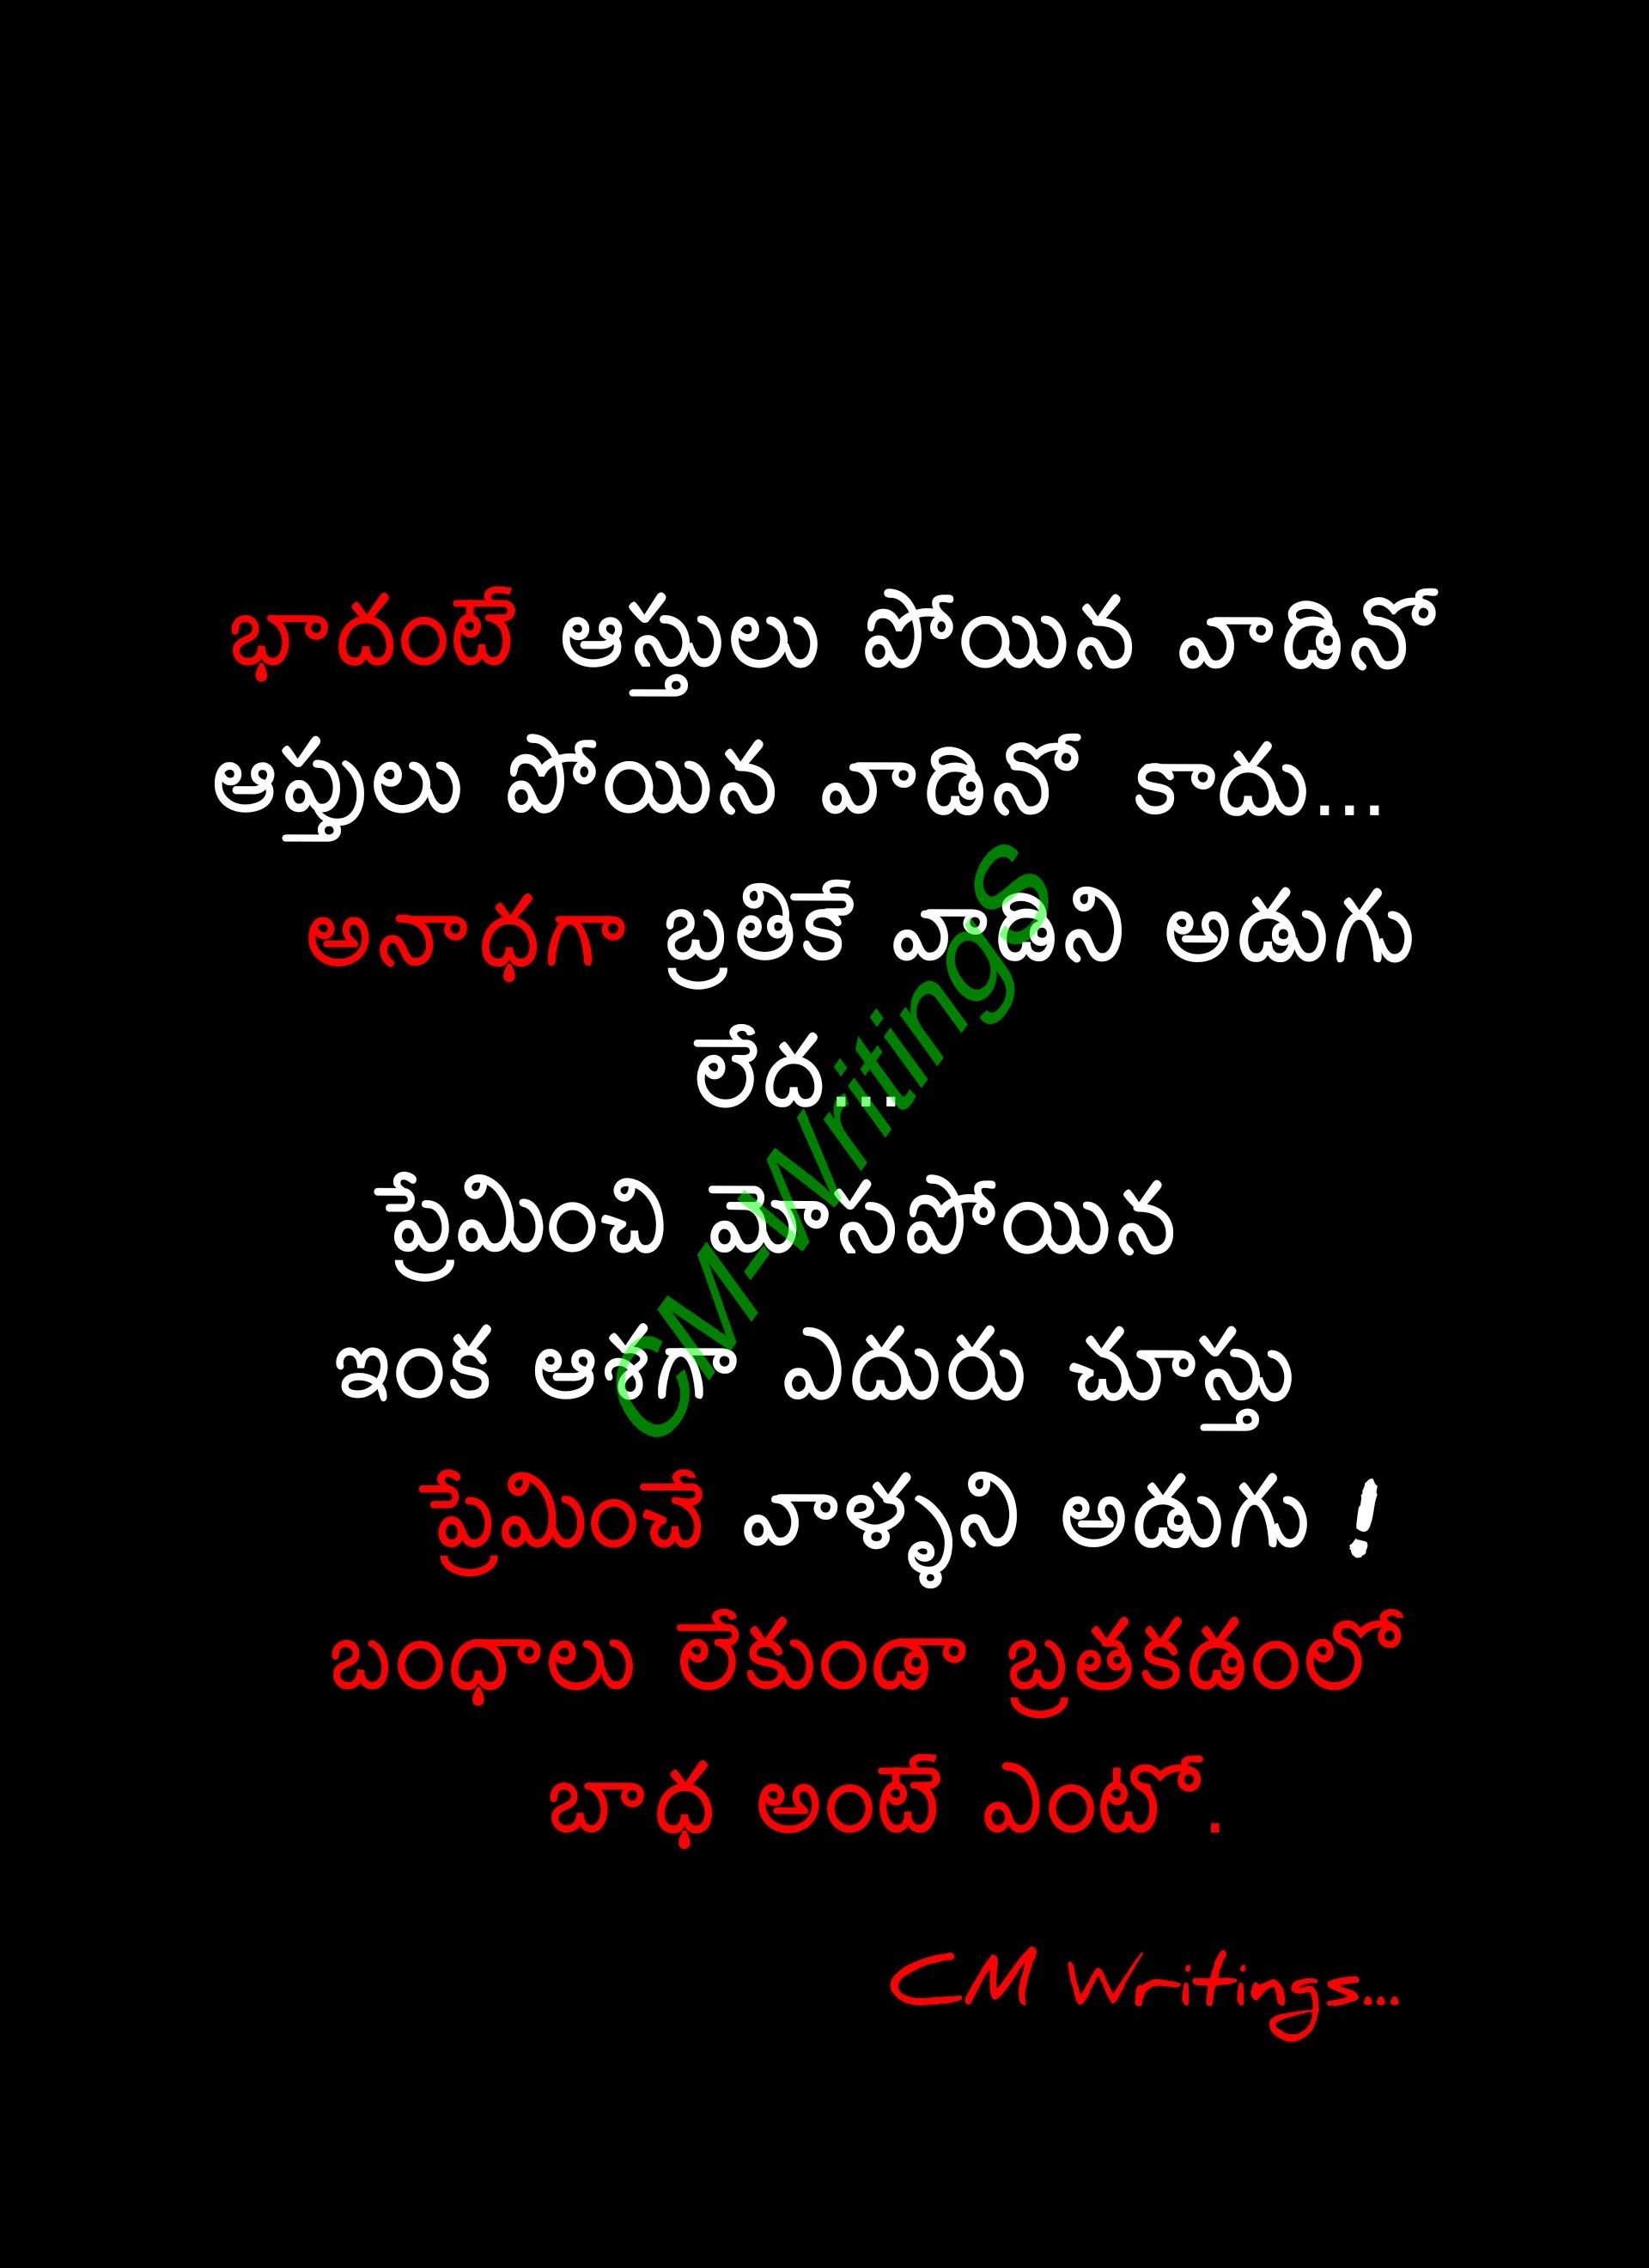 భాదంటే ఆస్తులు పోయిన వాడినో
ఆప్తులు పోయిన వాడినో కాదు...
అనాధగా బ్రతికే వాడిని అడుగు
లేద...
ప్రేమించి మోసపోయిన
ఇంక ఆశగా ఎదురు చూస్తు
ప్రేమించే వాళ్ళని అడుగు !
బంధాలు లేకుండా బ్రతకడంలో
బాధ అంటే ఎంటో.
CM Writings...
CM-Writings